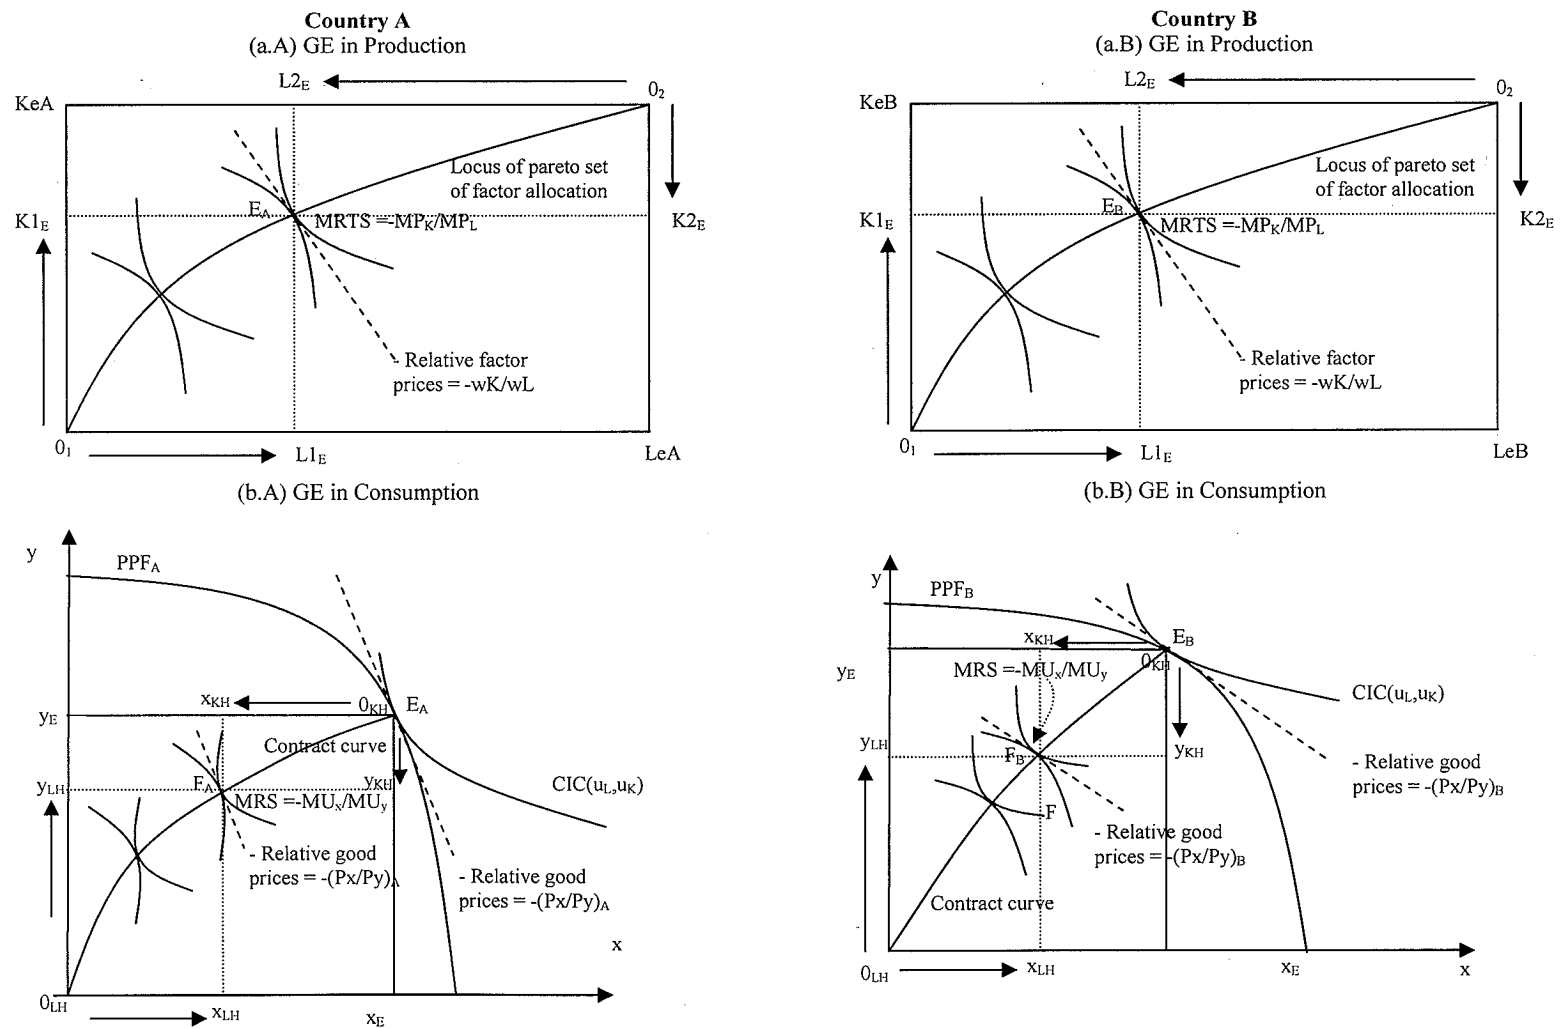 Country A
(a.A) GE in Production
L2E
KeA
02
Locus of pareto set
of factor allocation
EA
K1E
MRTS =-MPK/MPL
K2E
- Relative factor
prices = -wK/wL
01
L1E
LeA
(b.A) GE in Consumption
y
PPFA
xKH
0KH
EA
yE
Contract curve
yKH
CIC(uL,uK)
yLH
FA
MRS =-MUx/MUy
- Relative good
prices = -(Px/Py)A
- Relative good
prices = -(Px/Py)A
x
0LH
xLH
xE
Country B
(a.B) GE in Production
L2E
KeB
02
Locus of pareto set
of factor allocation
EB
K1E
MRTS =-MPK/MPL
K2E
- Relative factor
prices = -wK/wL
01
L1E
LeB
(b.B) GE in Consumption
y
PPFB
xKH
EB
0KH
yE
MRS =-MUx/MUy
CIC(uL,uK)
yLH
FB
yKH
- Relative good
prices = -(Px/Py)B
F
- Relative good
prices = -(Px/Py)B
Contract curve
0LH
xLH
xE
x